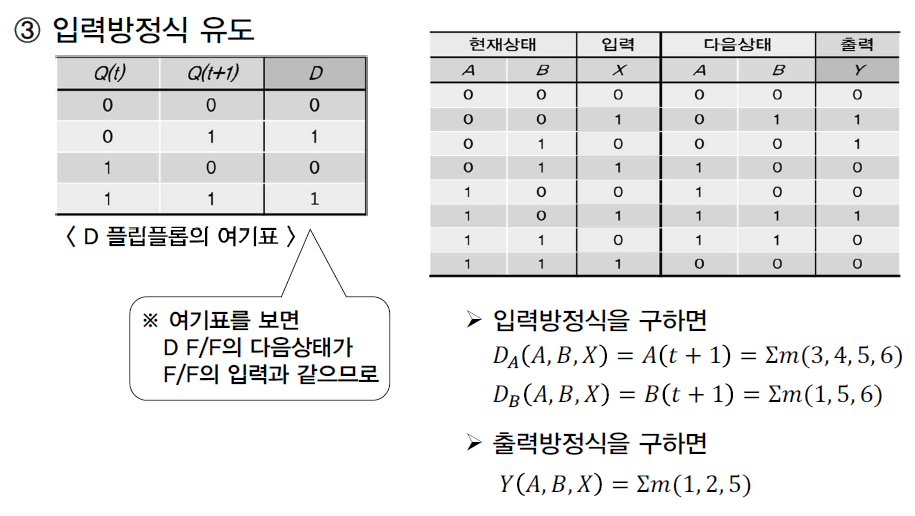 ③ 입력방정식 유도
Q(t) Q(t+1) D
0 0 0
0 1 1
1 0 0
1 1 1
〈 D 플립플롭의 여기표 〉
※ 여기표를 보면
D F/F의 다음상태가
F/F의 입력과 같으므로
현재상태 입력 다음상태 출력
A B X A B Y
0 0 0 0 0 0
0 0 1 0 1 1
0 1 0 0 0 1
0 1 1 1 0 0
1 0 0 1 0 0
1 0 1 1 1 1
1 1 0 1 1 0
1 1 1 0 0 0
➢ 입력방정식을 구하면
D_A(A, B, X) = A(t + 1) = Σm(3, 4, 5, 6)
D_B(A, B, X) = B(t + 1) = Σm(1, 5, 6)
➢ 출력방정식을 구하면
Y(A, B, X) = Σm(1, 2, 5)